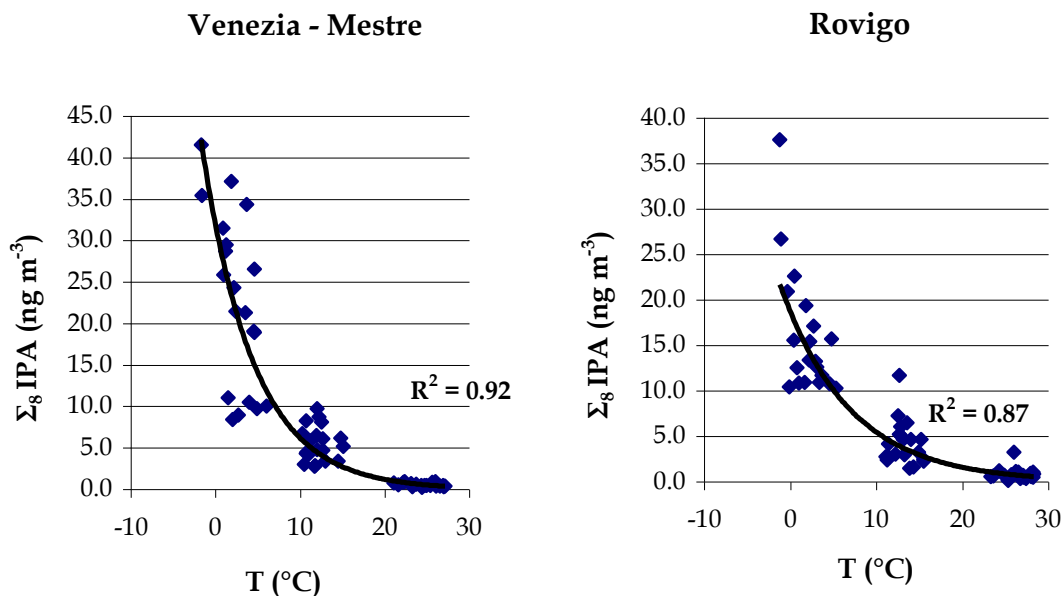 Venezia - Mestre
Σ₈ IPA (ng m⁻³)
45.0
40.0
35.0
30.0
25.0
20.0
15.0
10.0
5.0
0.0
-10 0 10 20 30
T (°C)
R² = 0.92
Rovigo
Σ₈ IPA (ng m⁻³)
40.0
35.0
30.0
25.0
20.0
15.0
10.0
5.0
0.0
-10 0 10 20 30
T (°C)
R² = 0.87